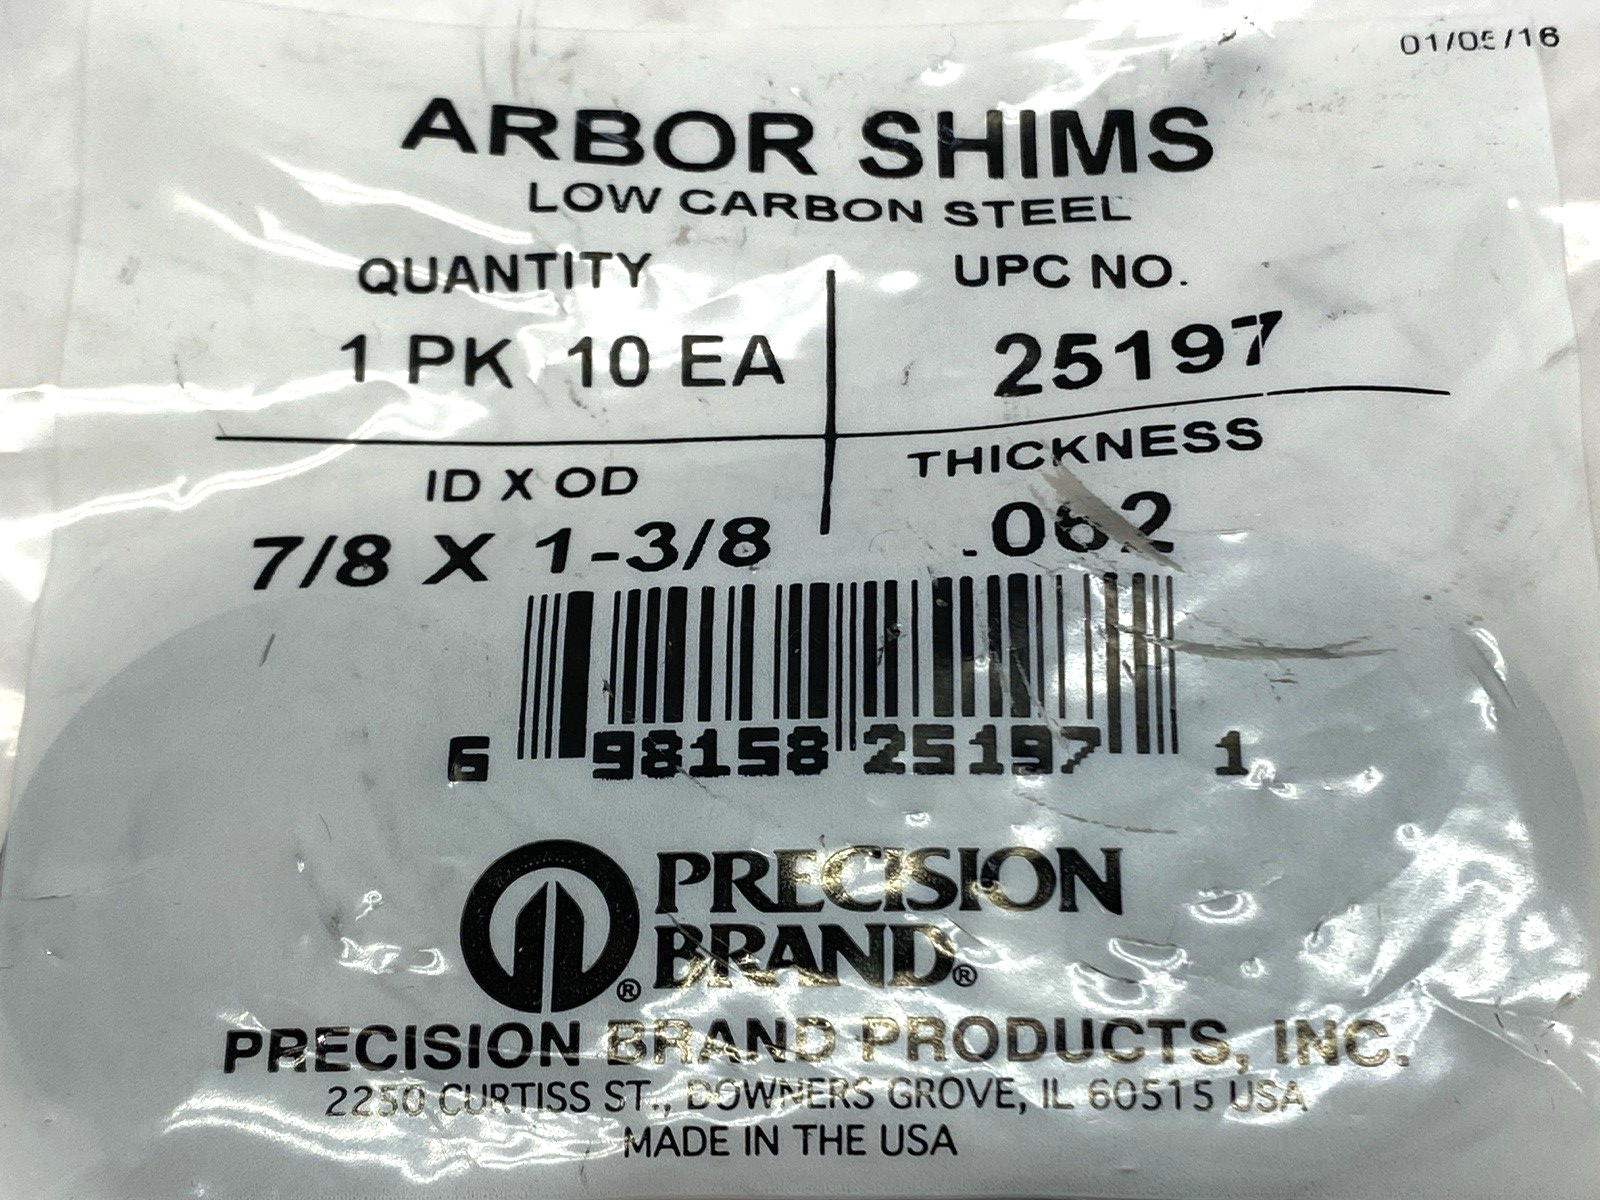 01/05/16
ARBOR SHIMS
LOW CARBON STEEL
QUANTITY
1 PK 10 EA
UPC NO.
25197
ID X OD
7/8 X 1-3/8
THICKNESS
.062
6 98158 25197 1
PRECISION
BRAND®
®
PRECISION BRAND PRODUCTS, INC.
2250 CURTISS ST., DOWNERS GROVE, IL 60515 USA
MADE IN THE USA